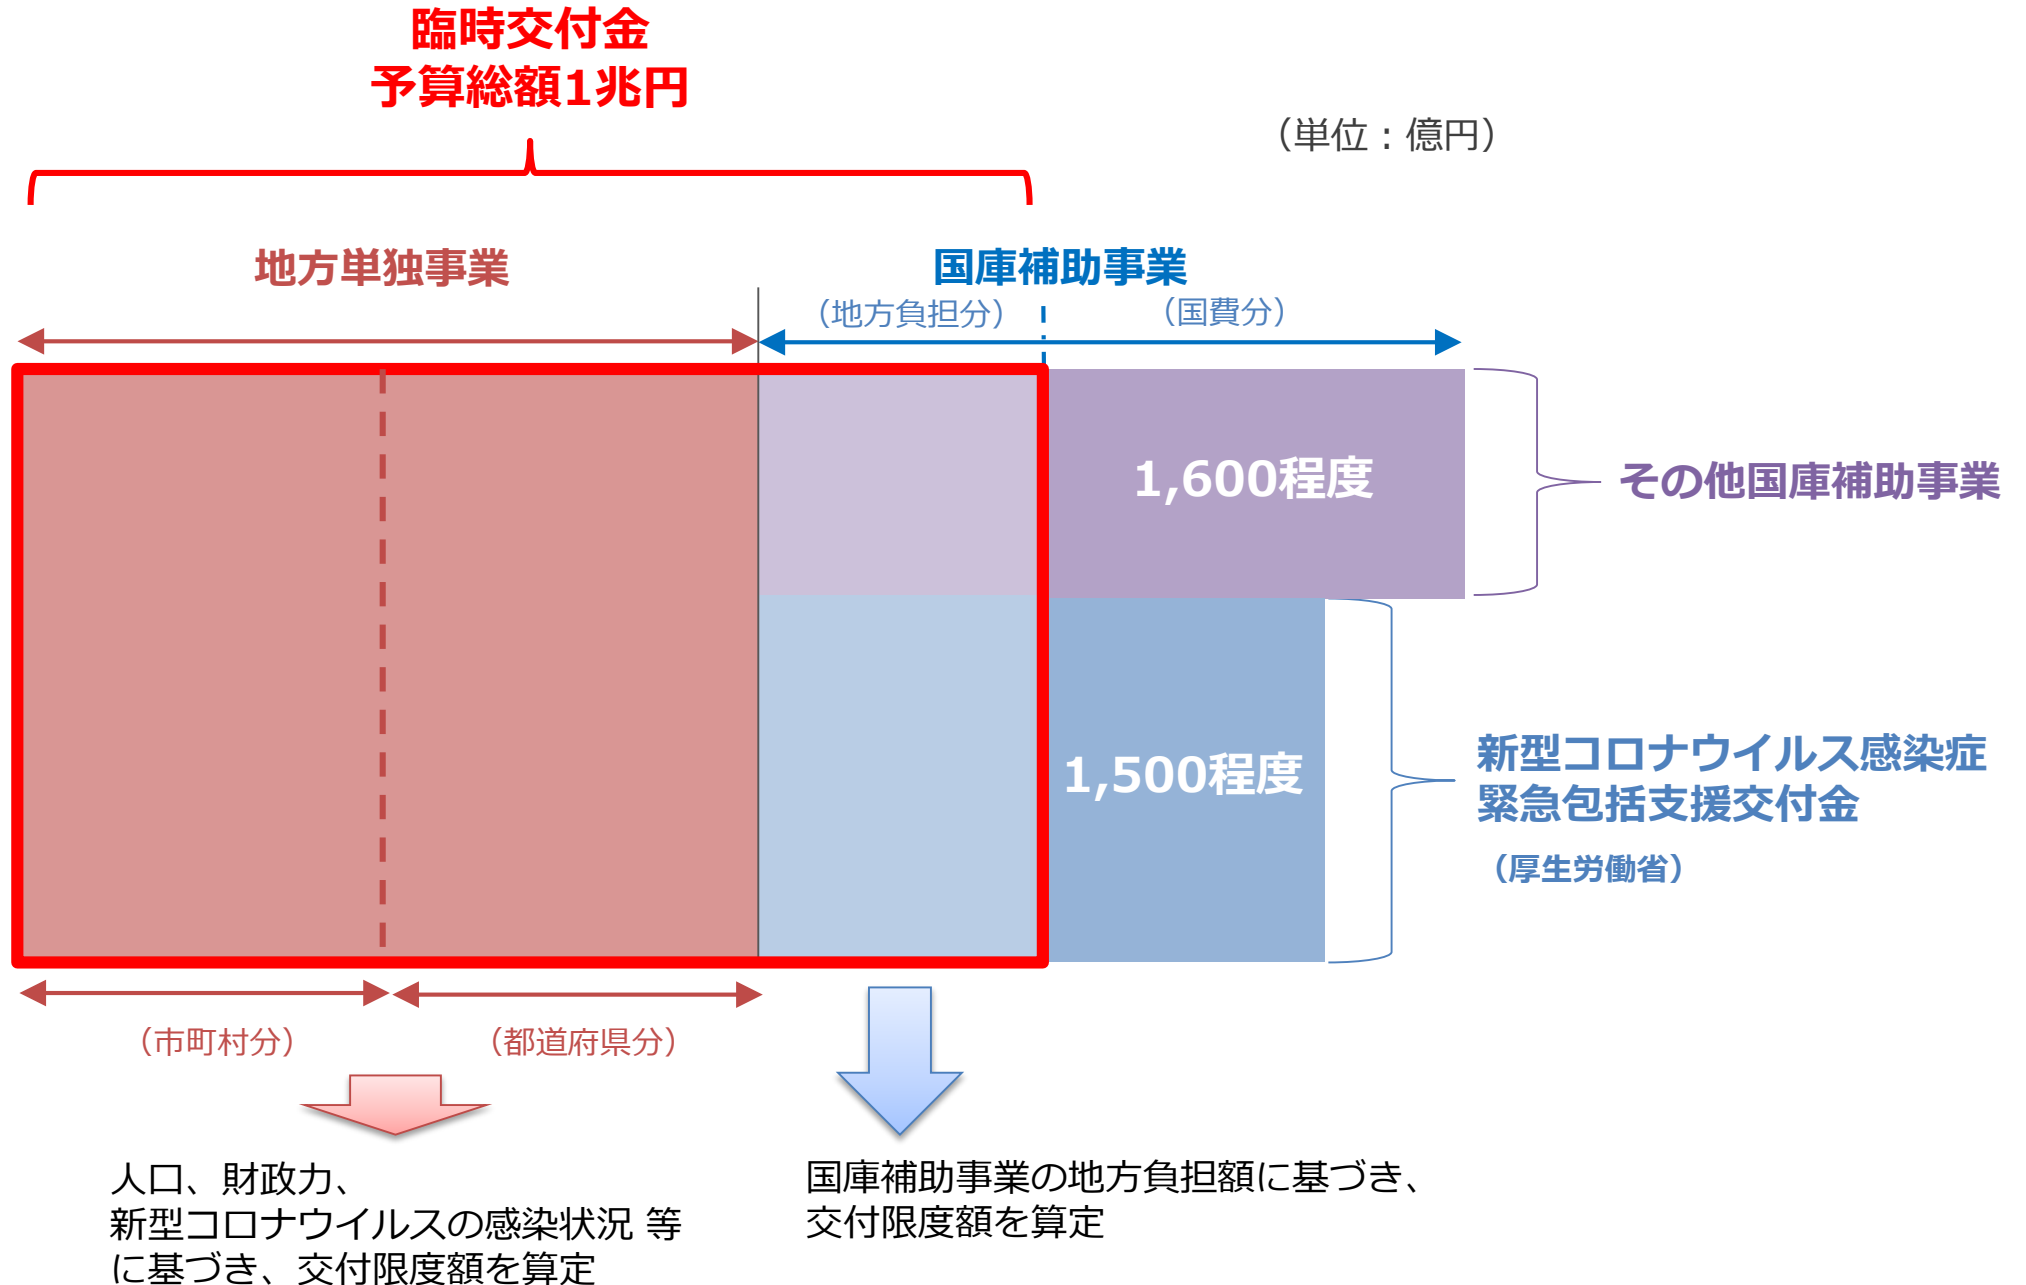 臨時交付金
予算総額1兆円
（単位：億円）
地方単独事業
国庫補助事業
（地方負担分）
（国費分）
1,600程度
その他国庫補助事業
1,500程度
新型コロナウイルス感染症
緊急包括支援交付金
（厚生労働省）
（市町村分）
（都道府県分）
人口、財政力、
新型コロナウイルスの感染状況 等
に基づき、交付限度額を算定
国庫補助事業の地方負担額に基づき、
交付限度額を算定